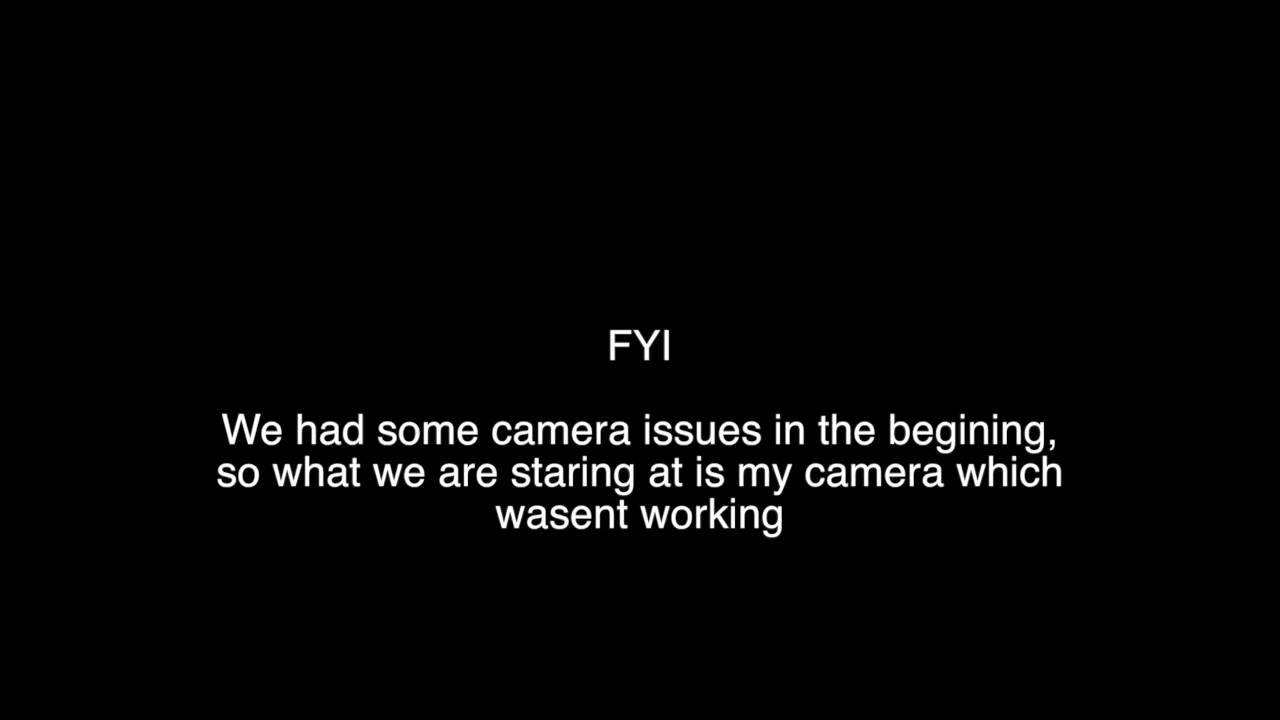 FYI
We had some camera issues in the begining,
so what we are staring at is my camera which
wasent working